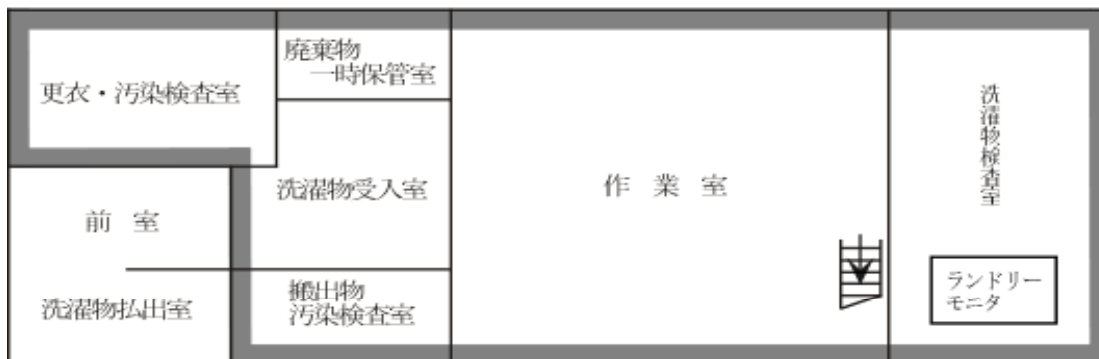 廃棄物
一時保管室
更衣・汚染検査室
洗濯物検査室
洗濯物受入室
作 業 室
前 室
搬出物
汚染検査室
洗濯物払出室
ランドリー
モニタ